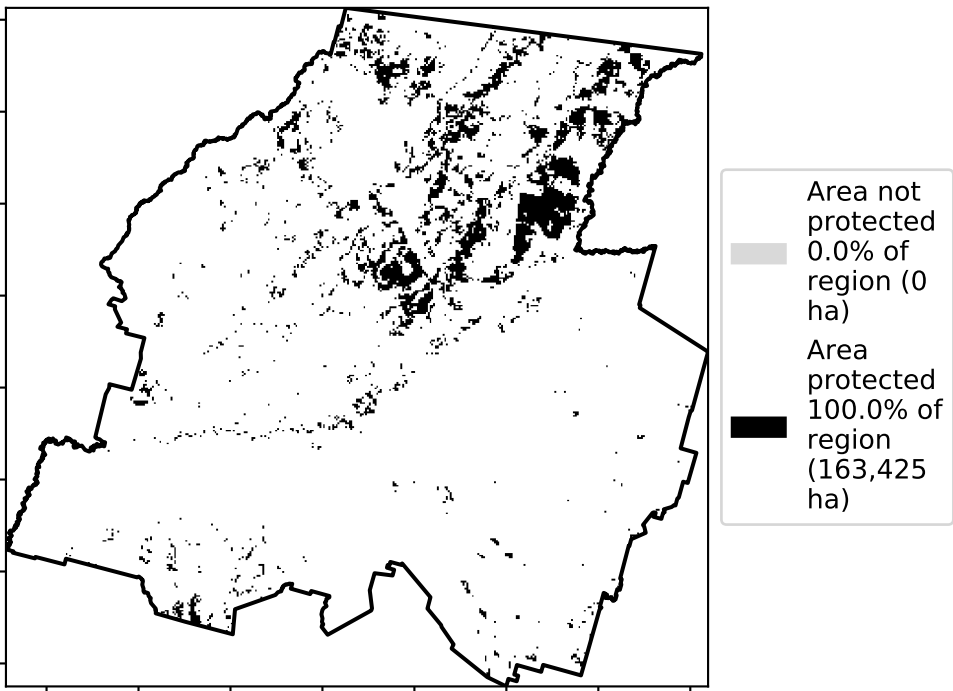 Area not
protected
0.0% of
region (0
ha)
Area
protected
100.0% of
region
(163,425
ha)